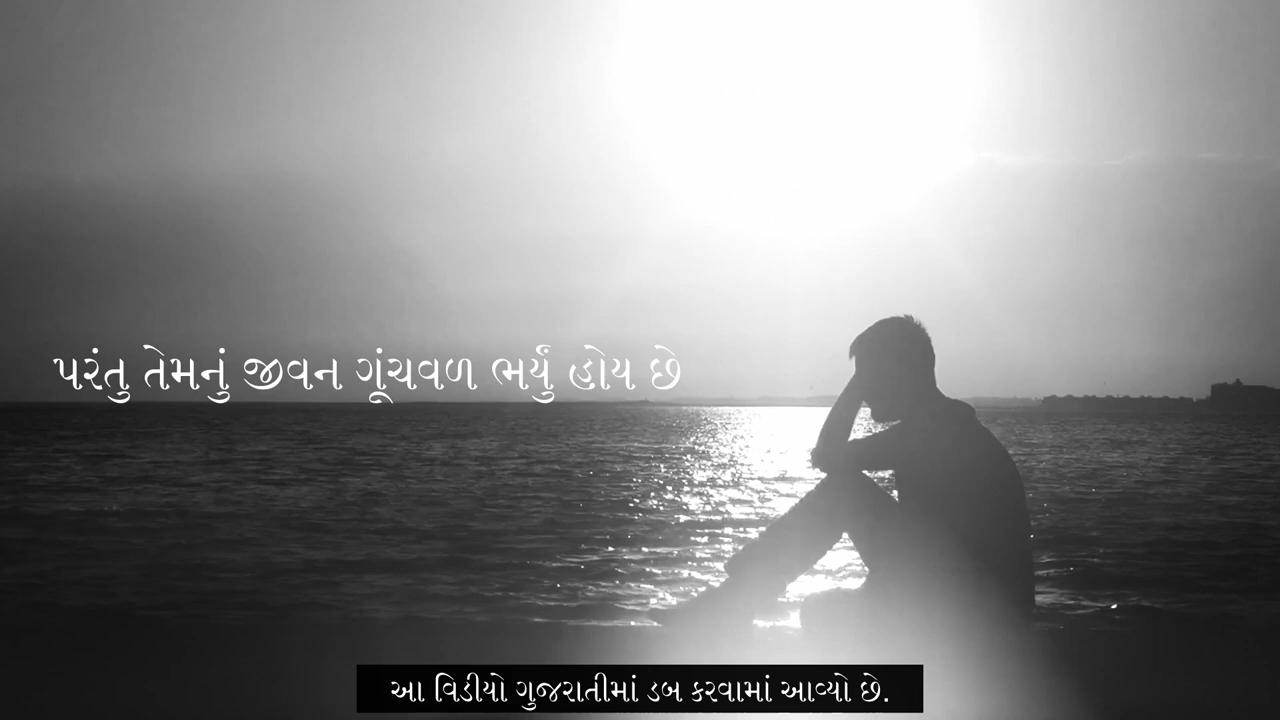 પરંતુ તેમનું જીવન ગૂંચવળ ભર્યું હોય છે
આ વિડીયો ગુજરાતીમાં ડબ કરવામાં આવ્યો છે.